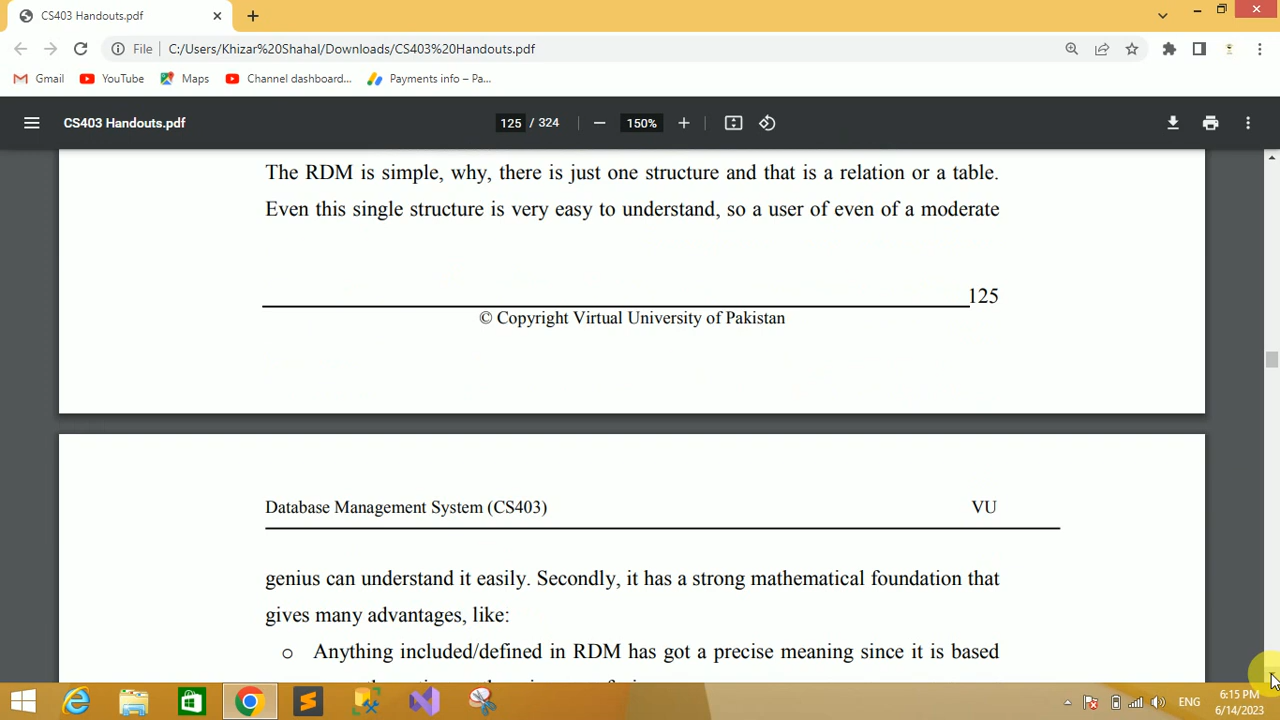 CS403 Handouts.pdf
File
C:/Users/Khizar%20Shahal/Downloads/CS403%20Handouts.pdf
Gmail
YouTube
Maps
Channel dashboard...
Payments info – Pa...
CS403 Handouts.pdf
125 / 324
150%
The RDM is simple, why, there is just one structure and that is a relation or a table.
Even this single structure is very easy to understand, so a user of even of a moderate
125
© Copyright Virtual University of Pakistan
Database Management System (CS403)
VU
genius can understand it easily. Secondly, it has a strong mathematical foundation that
gives many advantages, like:
o Anything included/defined in RDM has got a precise meaning since it is based
ENG
6:15 PM
6/14/2023